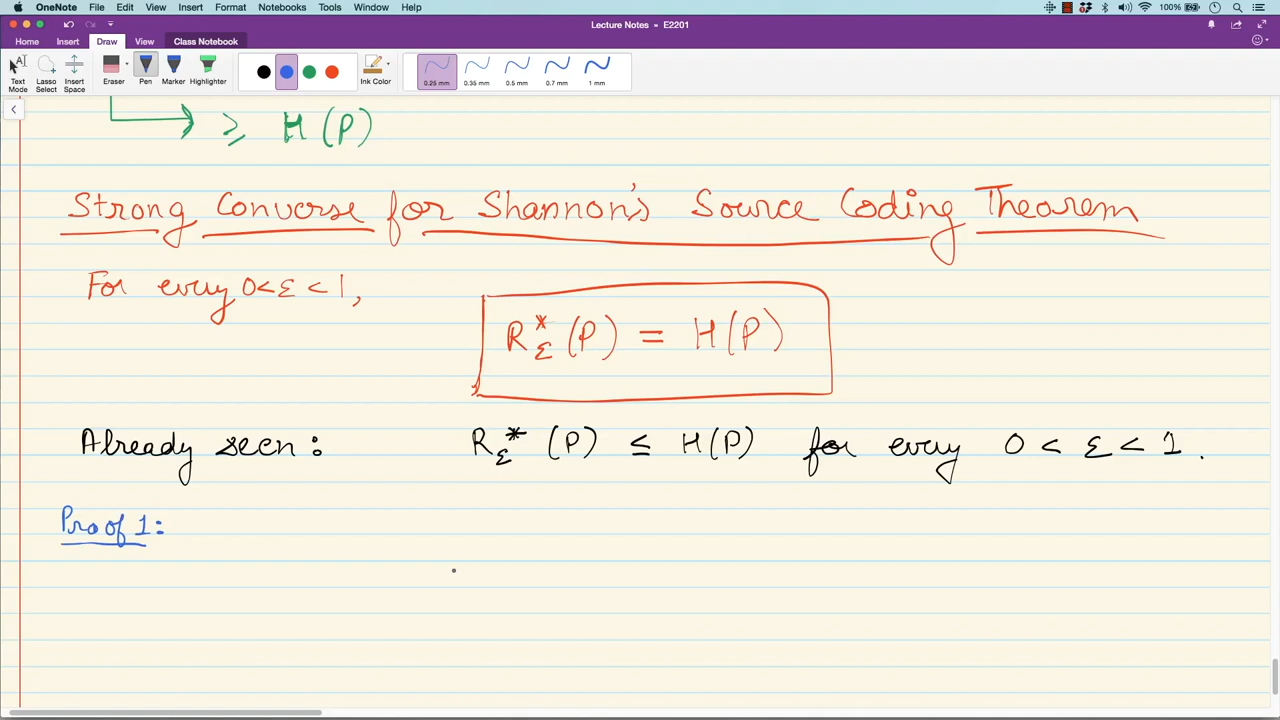 OneNote File Edit View Insert Format Notebooks Tools Window Help 100%
Lecture Notes - E2201
Home Insert Draw View Class Notebook
Text Mode Lasso Select Insert Space Eraser Pen Marker Highlighter Ink Color 0.25 mm 0.35 mm 0.5 mm 0.7 mm 1 mm
≥ H(P)
Strong Converse for Shannon's Source Coding Theorem
For every 0<ε<1,
R*ε(P) = H(P)
Already seen: Rε*(P) ≤ H(P) for every 0 < ε < 1.
Proof 1: